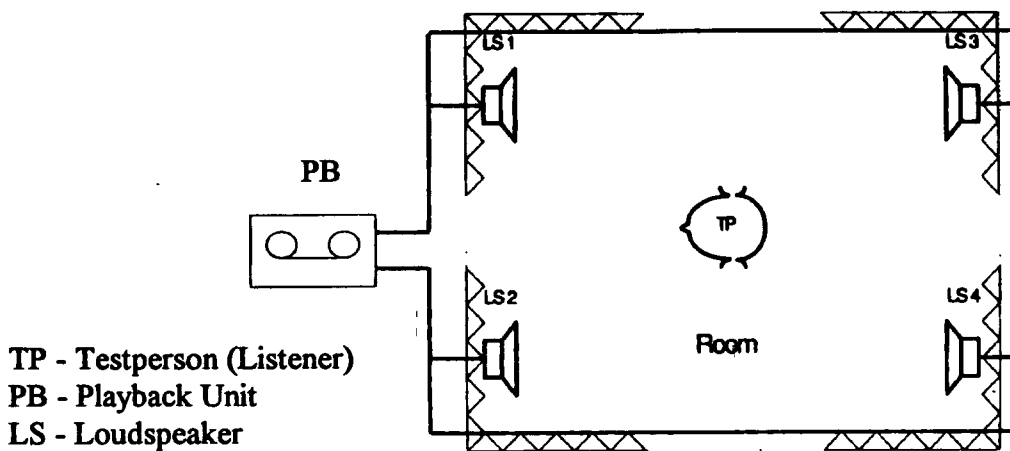 LS1
LS3
PB
TP
LS2
LS4
Room
TP - Testperson (Listener)
PB - Playback Unit
LS - Loudspeaker